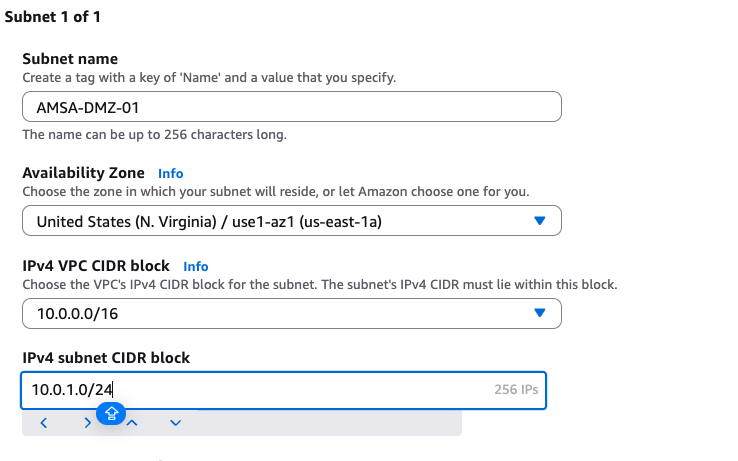 Subnet 1 of 1
Subnet name
Create a tag with a key of 'Name' and a value that you specify.
AMSA-DMZ-01
The name can be up to 256 characters long.
Availability Zone Info
Choose the zone in which your subnet will reside, or let Amazon choose one for you.
United States (N. Virginia) / use1-az1 (us-east-1a)
IPv4 VPC CIDR block Info
Choose the VPC's IPv4 CIDR block for the subnet. The subnet's IPv4 CIDR must lie within this block.
10.0.0.0/16
IPv4 subnet CIDR block
10.0.1.0/24 256 IPs